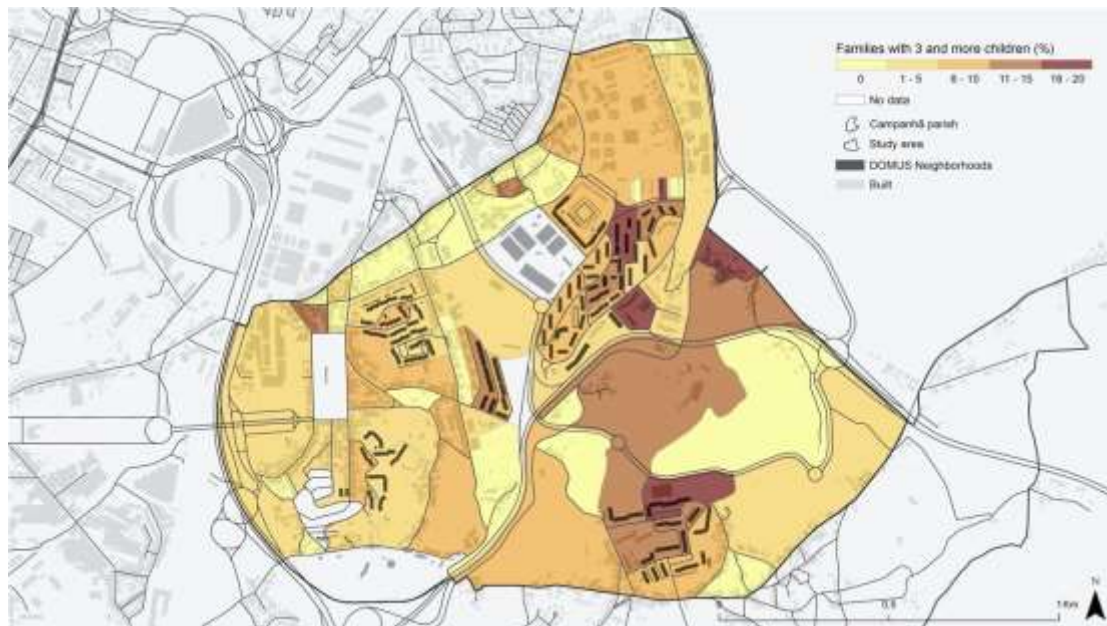 Families with 3 and more children (%)
0 1 - 5 6 - 10 11 - 15 16 - 20
No data
Campanhã parish
Study area
DOMUS Neighborhoods
Built
N
0 0,5 1 Km